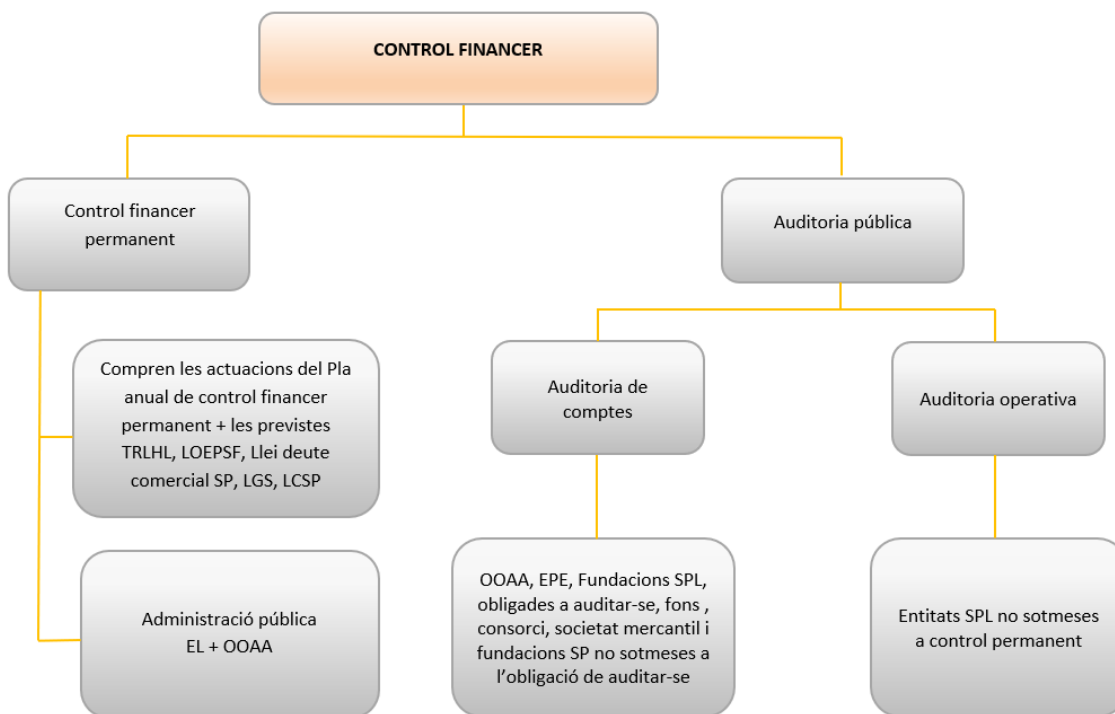 CONTROL FINANCER
Control financer
permanent
Auditoria pública
Compren les actuacions del Pla
anual de control financer
permanent + les previstes
TRLHL, LOEPSF, Llei deute
comercial SP, LGS, LCSP
Auditoria de
comptes
Auditoria operativa
Administració pública
EL + OOAA
OOAA, EPE, Fundacions SPL,
obligades a auditar-se, fons ,
consorci, societat mercantil i
fundacions SP no sotmeses a
l’obligació de auditar-se
Entitats SPL no sotmeses
a control permanent